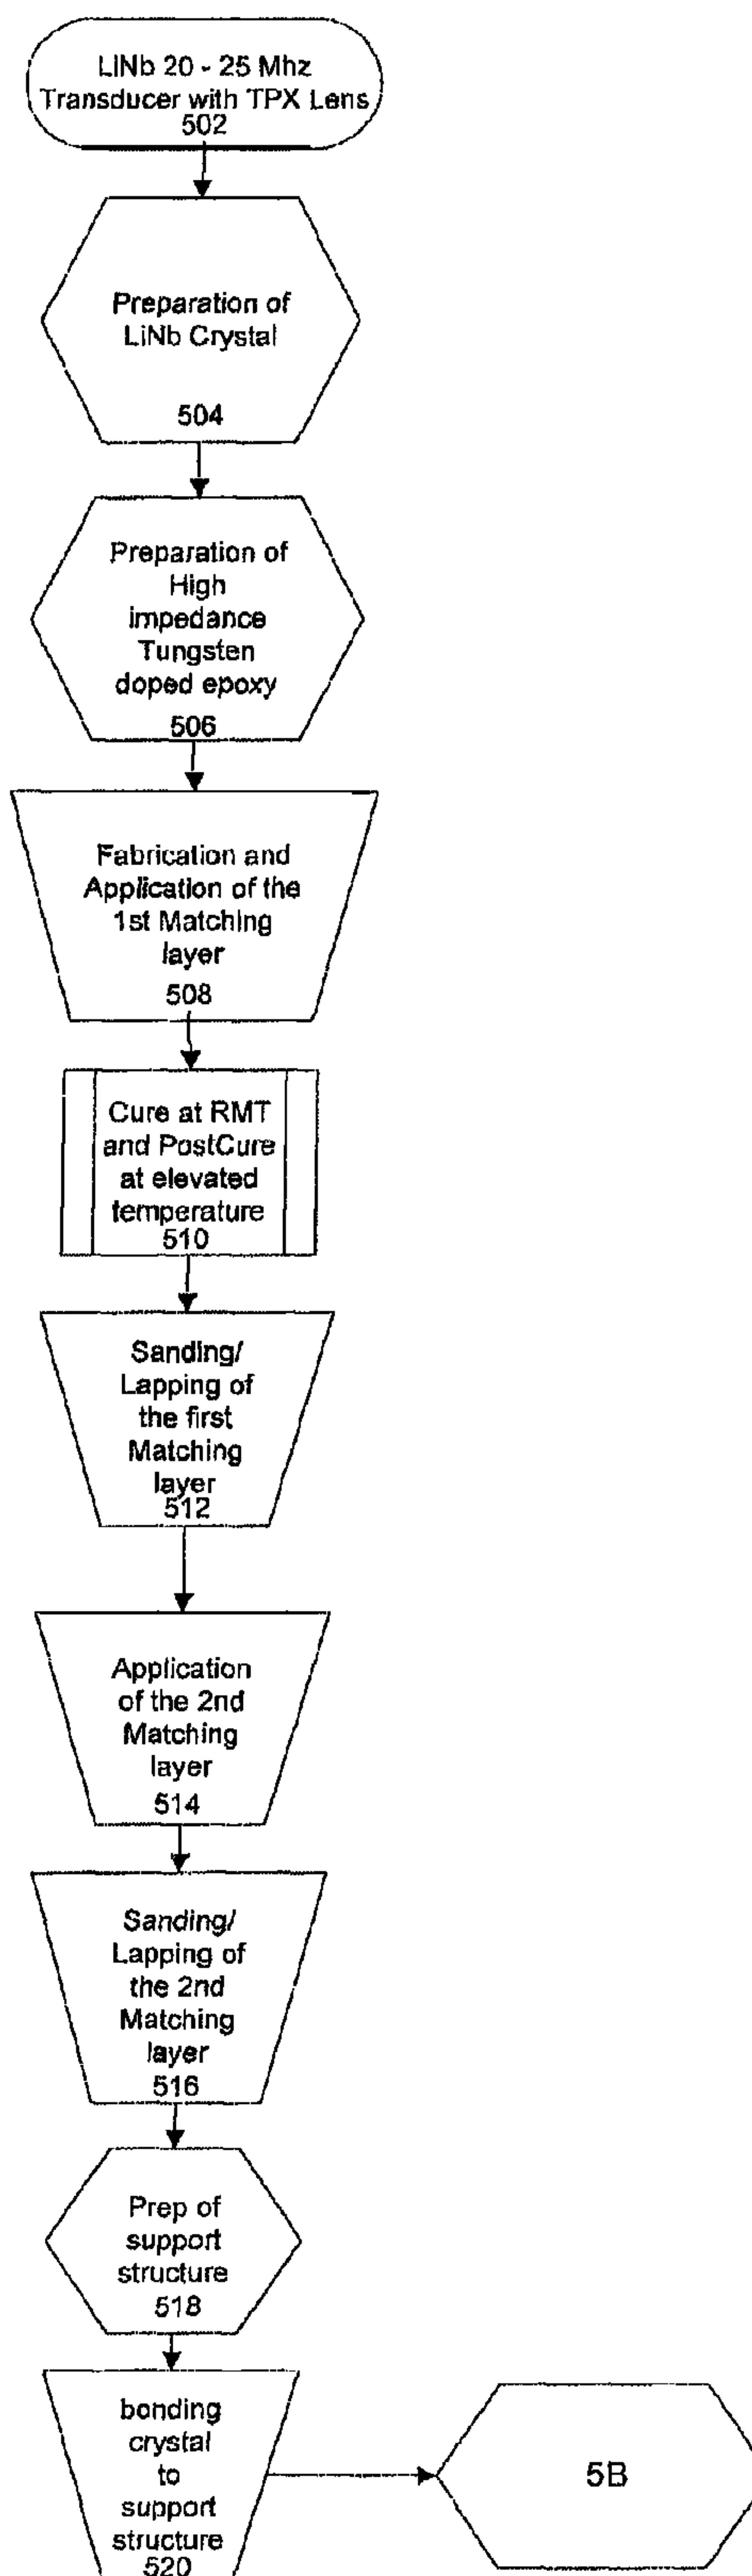 LiNb 20 - 25 Mhz
Transducer with TPX Lens
502
Preparation of
LiNb Crystal
504
Preparation of
High
impedance
Tungsten
doped epoxy
506
Fabrication and
Application of the
1st Matching
layer
508
Cure at RMT
and PostCure
at elevated
temperature
510
Sanding/
Lapping of
the first
Matching
layer
512
Application
of the 2nd
Matching
layer
514
Sanding/
Lapping of
the 2nd
Matching
layer
516
Prep of
support
structure
518
bonding
crystal
to
support
structure
520
5B